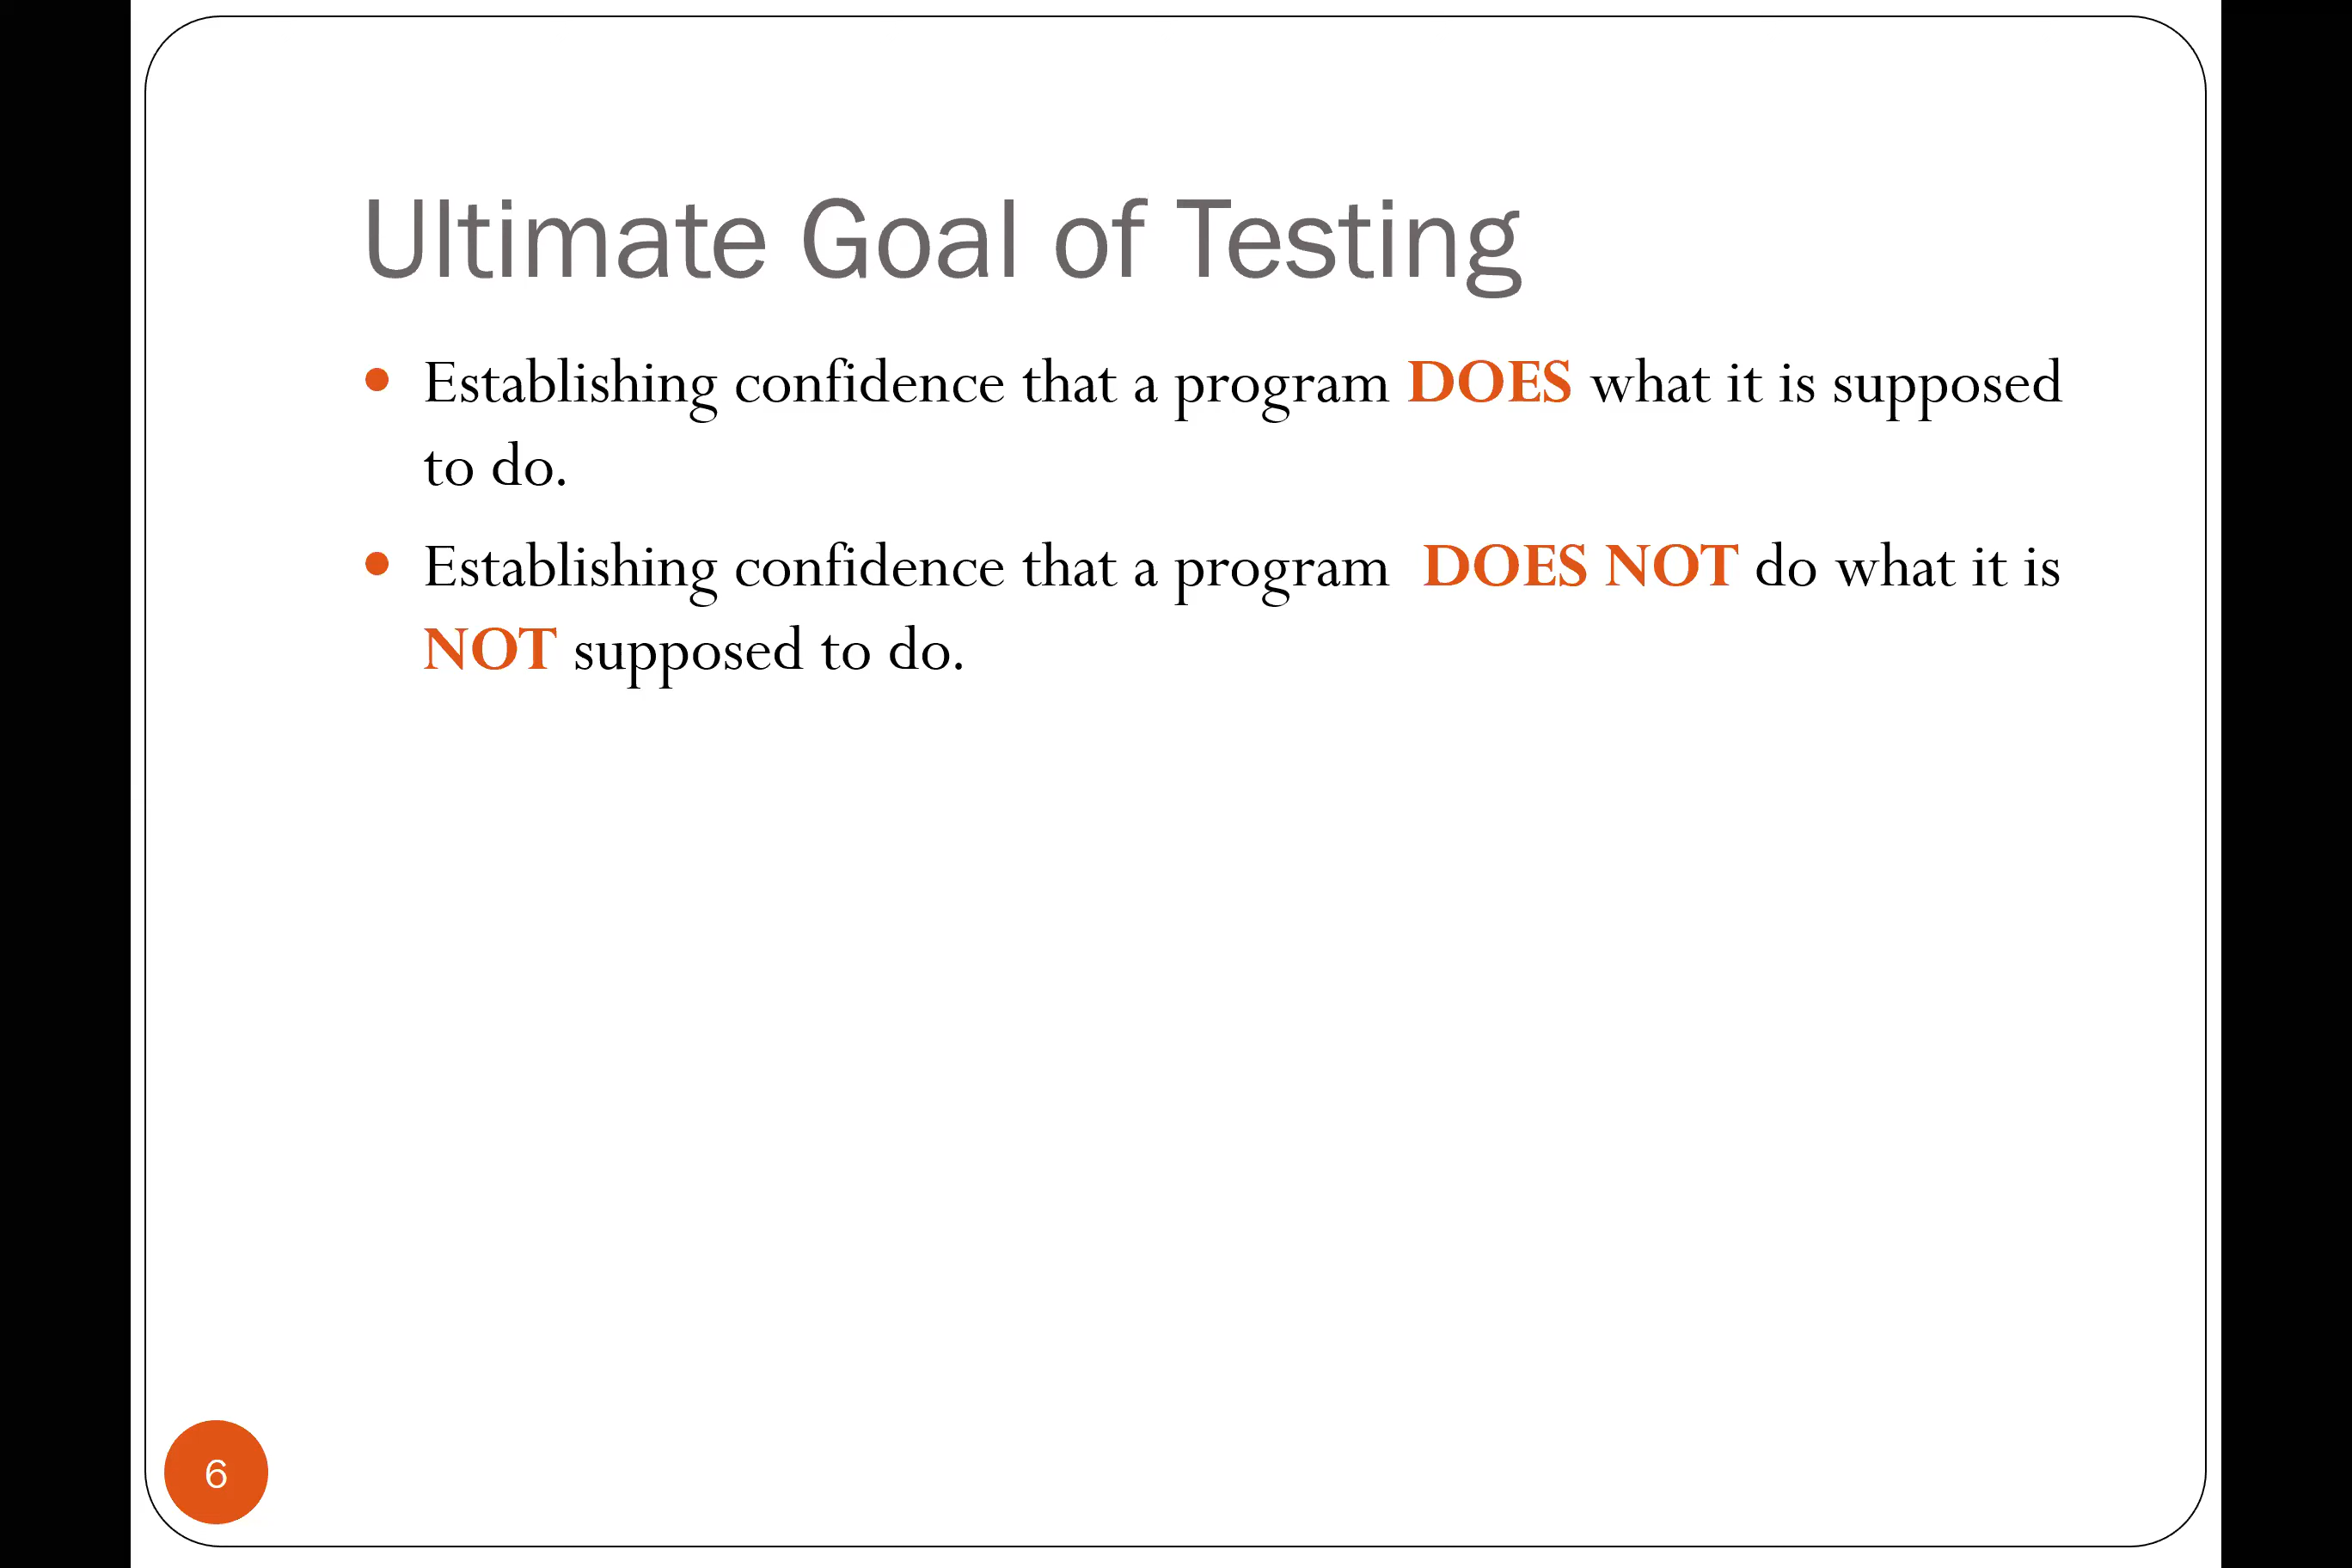 Ultimate Goal of Testing
Establishing confidence that a program DOES what it is supposed
to do.
Establishing confidence that a program DOES NOT do what it is
NOT supposed to do.
6